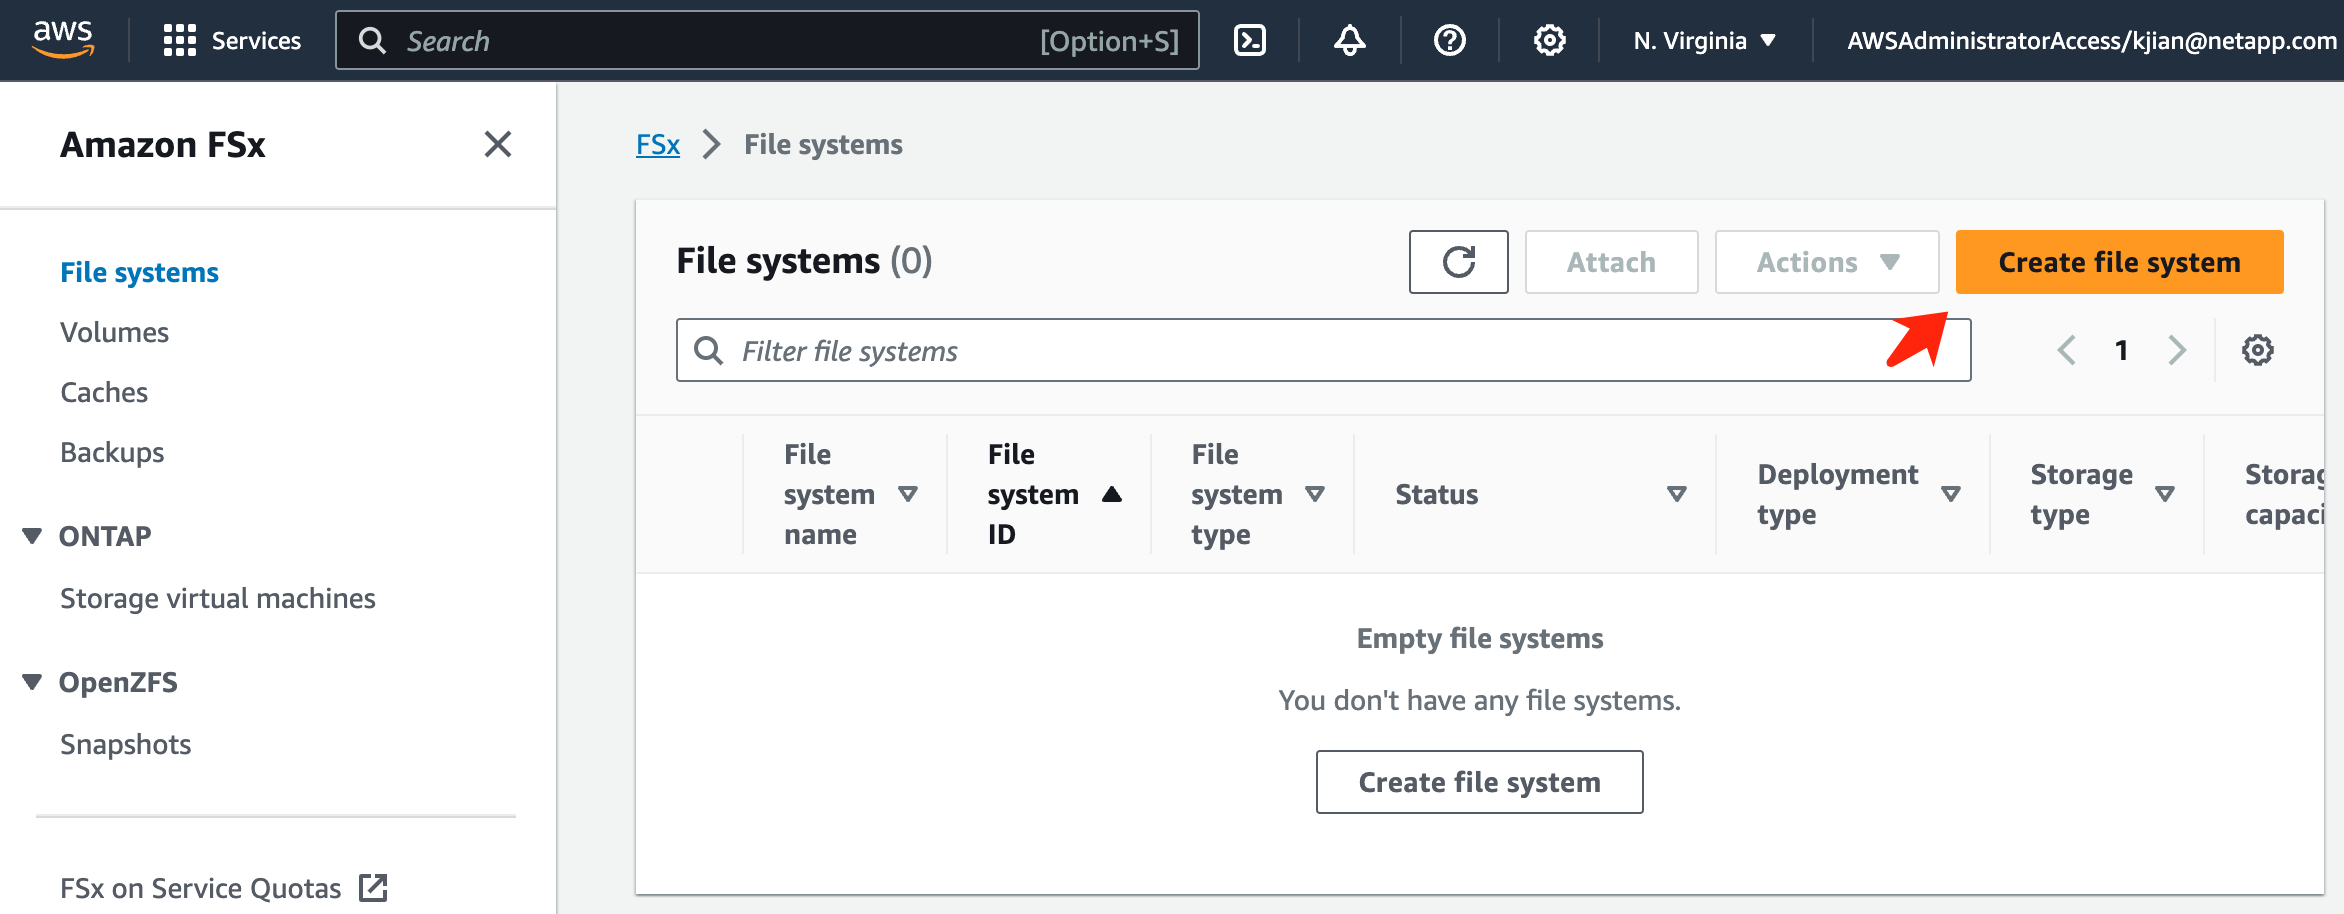 aws
Services
Search
[Option+S]
N. Virginia
AWSAdministratorAccess/kjian@netapp.com
Amazon FSx
File systems
Volumes
Caches
Backups
ONTAP
Storage virtual machines
OpenZFS
Snapshots
FSx on Service Quotas
FSx
File systems
File systems (0)
Attach
Actions
Create file system
Filter file systems
1
File
system
name
File
system
ID
File
system
type
Status
Deployment
type
Storage
type
Storag
capaci
Empty file systems
You don't have any file systems.
Create file system